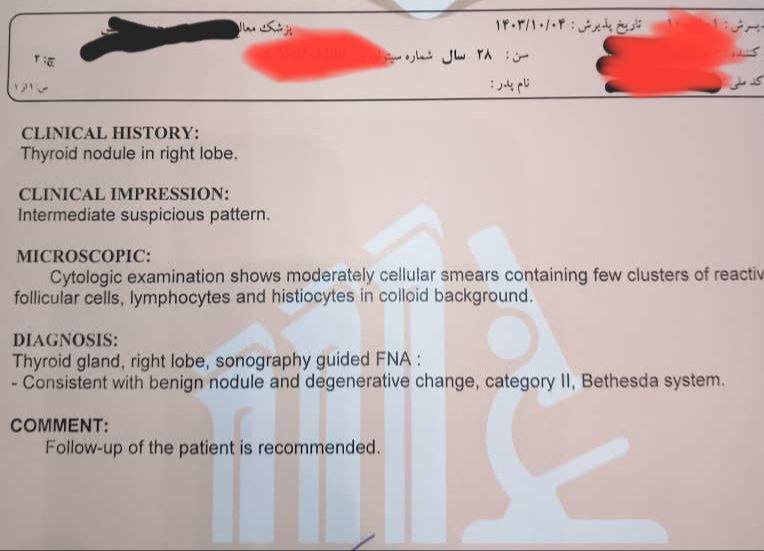 تاریخ پذیرش : ۱۴۰۳/۱۰/۰۴ پزشک
سن : ۲۸ سال شماره
کد ملی نام پدر :
CLINICAL HISTORY:
Thyroid nodule in right lobe.
CLINICAL IMPRESSION:
Intermediate suspicious pattern.
MICROSCOPIC:
Cytologic examination shows moderately cellular smears containing few clusters of reactiv
follicular cells, lymphocytes and histiocytes in colloid background.
DIAGNOSIS:
Thyroid gland, right lobe, sonography guided FNA :
- Consistent with benign nodule and degenerative change, category II, Bethesda system.
COMMENT:
Follow-up of the patient is recommended.